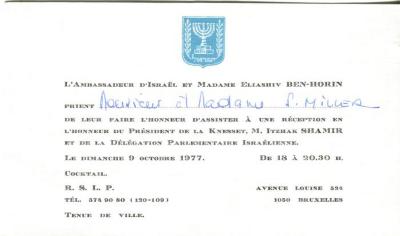 L'Ambassadeur d'Israël et Madame Eliashiv BEN-HORIN
prient Monsieur et Madame S. MILLER
de leur faire l'honneur d'assister à une réception en
l'honneur du Président de la Knesset, M. Itzhak SHAMIR
et de la Délégation Parlementaire Israélienne.
Le dimanche 9 octobre 1977. De 18 à 20.30 h.
Cocktail.
R. S. L. P. avenue Louise 524
Tél. 374 90 80 (120-109) 1050 Bruxelles
Tenue de ville.